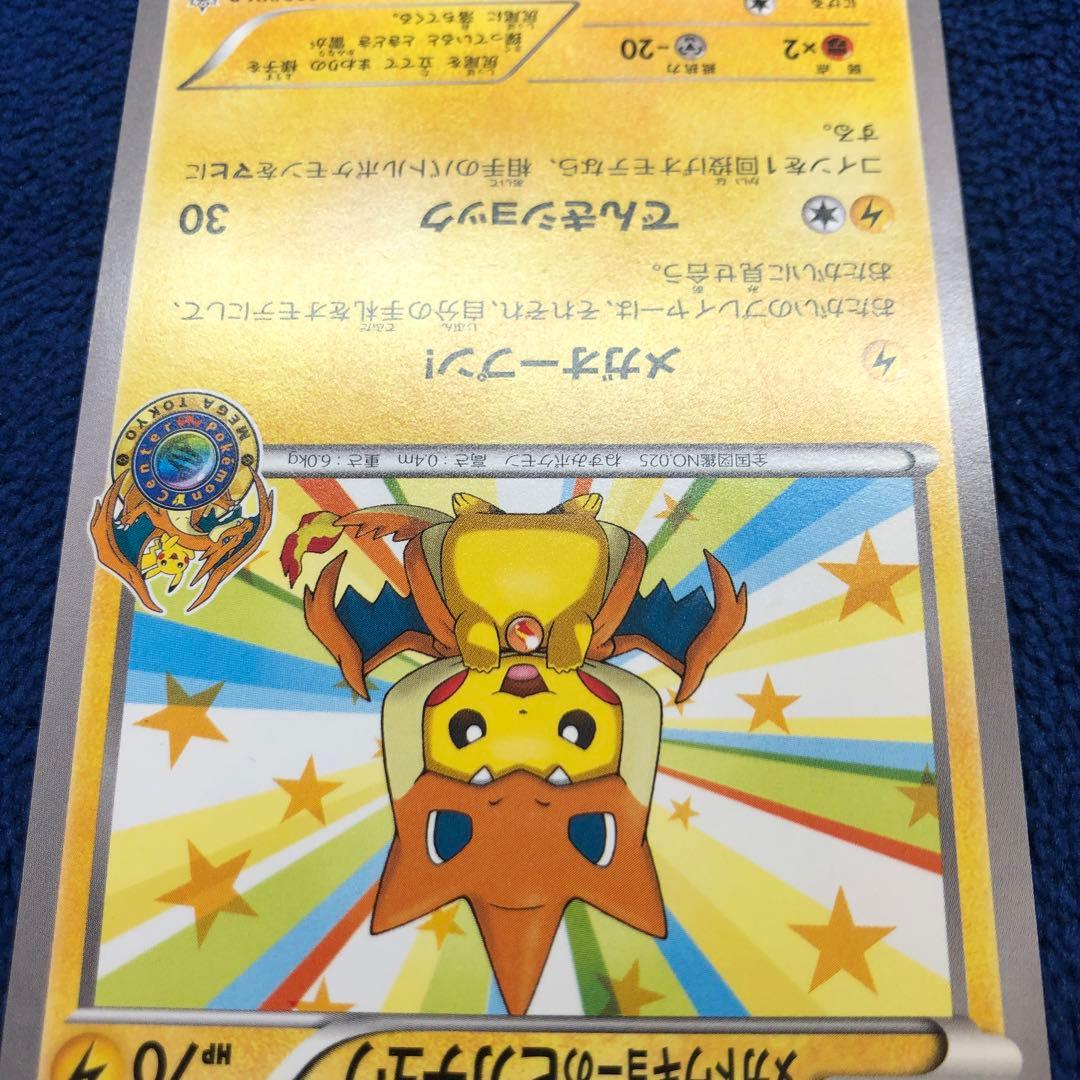 メガトウキョーのピカチュウ HP70
全国図鑑NO.025 ねずみポケモン 高さ：0.4m 重さ：6.0kg
Pokémon Center
MEGA TOKYO
メガオープン!
おたがいのプレイヤーは、それぞれ、自分の手札をオモテにして、
おたがいに見せ合う。
でんきショック 30
コインを1回投げオモテなら、相手のバトルポケモンをマヒに
する。
弱点 ×2 抵抗力 -20
にげる
尻尾を 立てて まわりの 様子を
探っていると ときどき 雷が
尻尾に 落ちてくる。